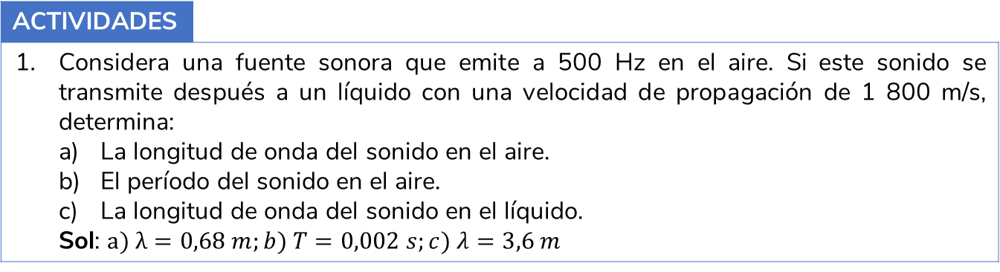 ACTIVIDADES
1. Considera una fuente sonora que emite a 500 Hz en el aire. Si este sonido se
transmite después a un líquido con una velocidad de propagación de 1 800 m/s,
determina:
a) La longitud de onda del sonido en el aire.
b) El período del sonido en el aire.
c) La longitud de onda del sonido en el líquido.
Sol: a) λ = 0,68 m; b) T = 0,002 s; c) λ = 3,6 m